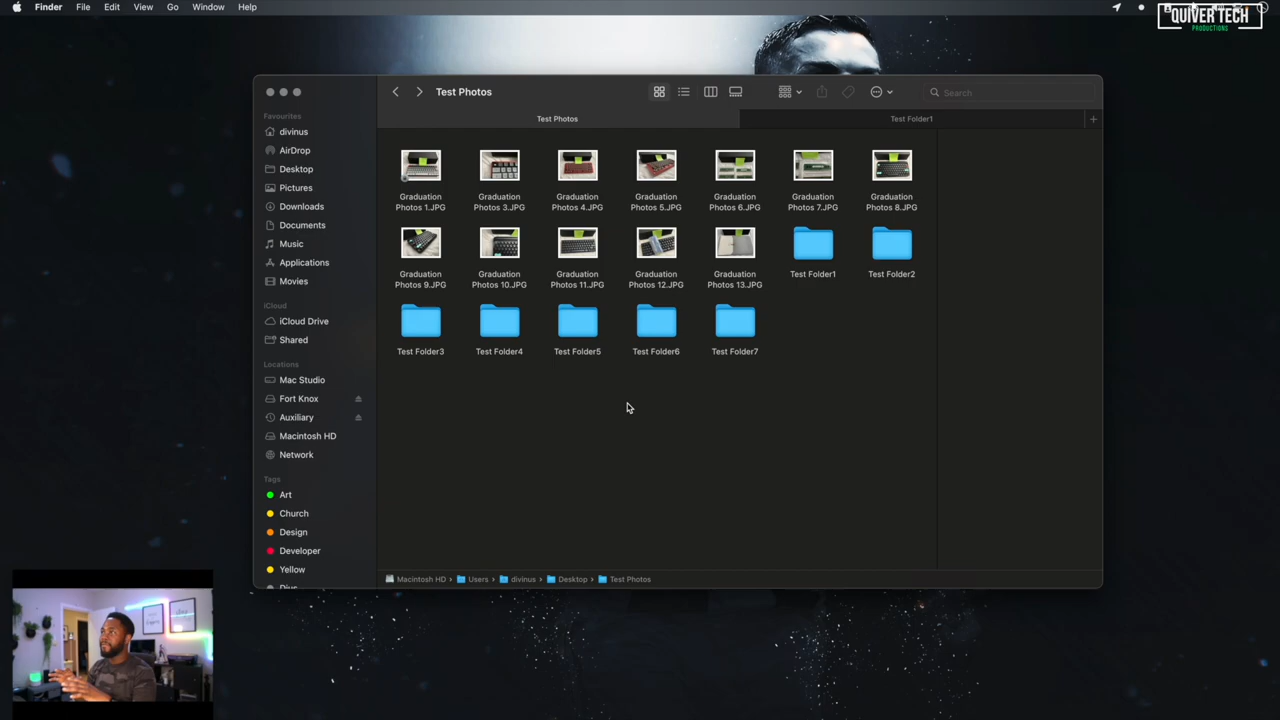 Finder File Edit View Go Window Help
QUIVER TECH
PRODUCTIONS
Test Photos
Search
Test Photos
Test Folder1
Favourites
divinus
AirDrop
Desktop
Pictures
Downloads
Documents
Music
Applications
Movies
iCloud
iCloud Drive
Shared
Locations
Mac Studio
Fort Knox
Auxiliary
Macintosh HD
Network
Tags
Art
Church
Design
Developer
Yellow
Graduation Graduation Graduation Graduation Graduation Graduation Graduation
Photos 1.JPG Photos 3.JPG Photos 4.JPG Photos 5.JPG Photos 6.JPG Photos 7.JPG Photos 8.JPG
Graduation Graduation Graduation Graduation Graduation Test Folder1 Test Folder2
Photos 9.JPG Photos 10.JPG Photos 11.JPG Photos 12.JPG Photos 13.JPG
Test Folder3 Test Folder4 Test Folder5 Test Folder6 Test Folder7
Macintosh HD › Users › divinus › Desktop › Test Photos